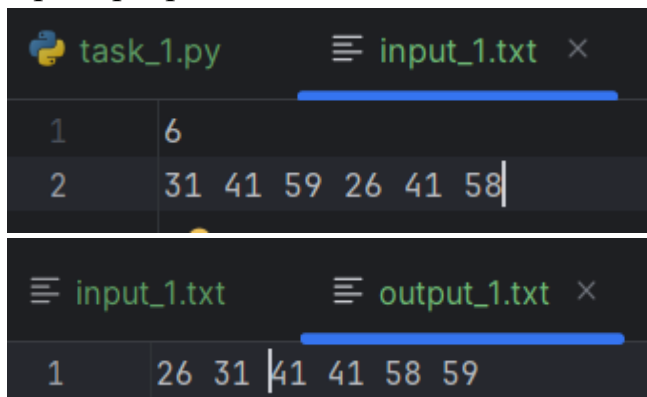 task_1.py input_1.txt ×
1 6
2 31 41 59 26 41 58
input_1.txt output_1.txt ×
1 26 31 41 41 58 59